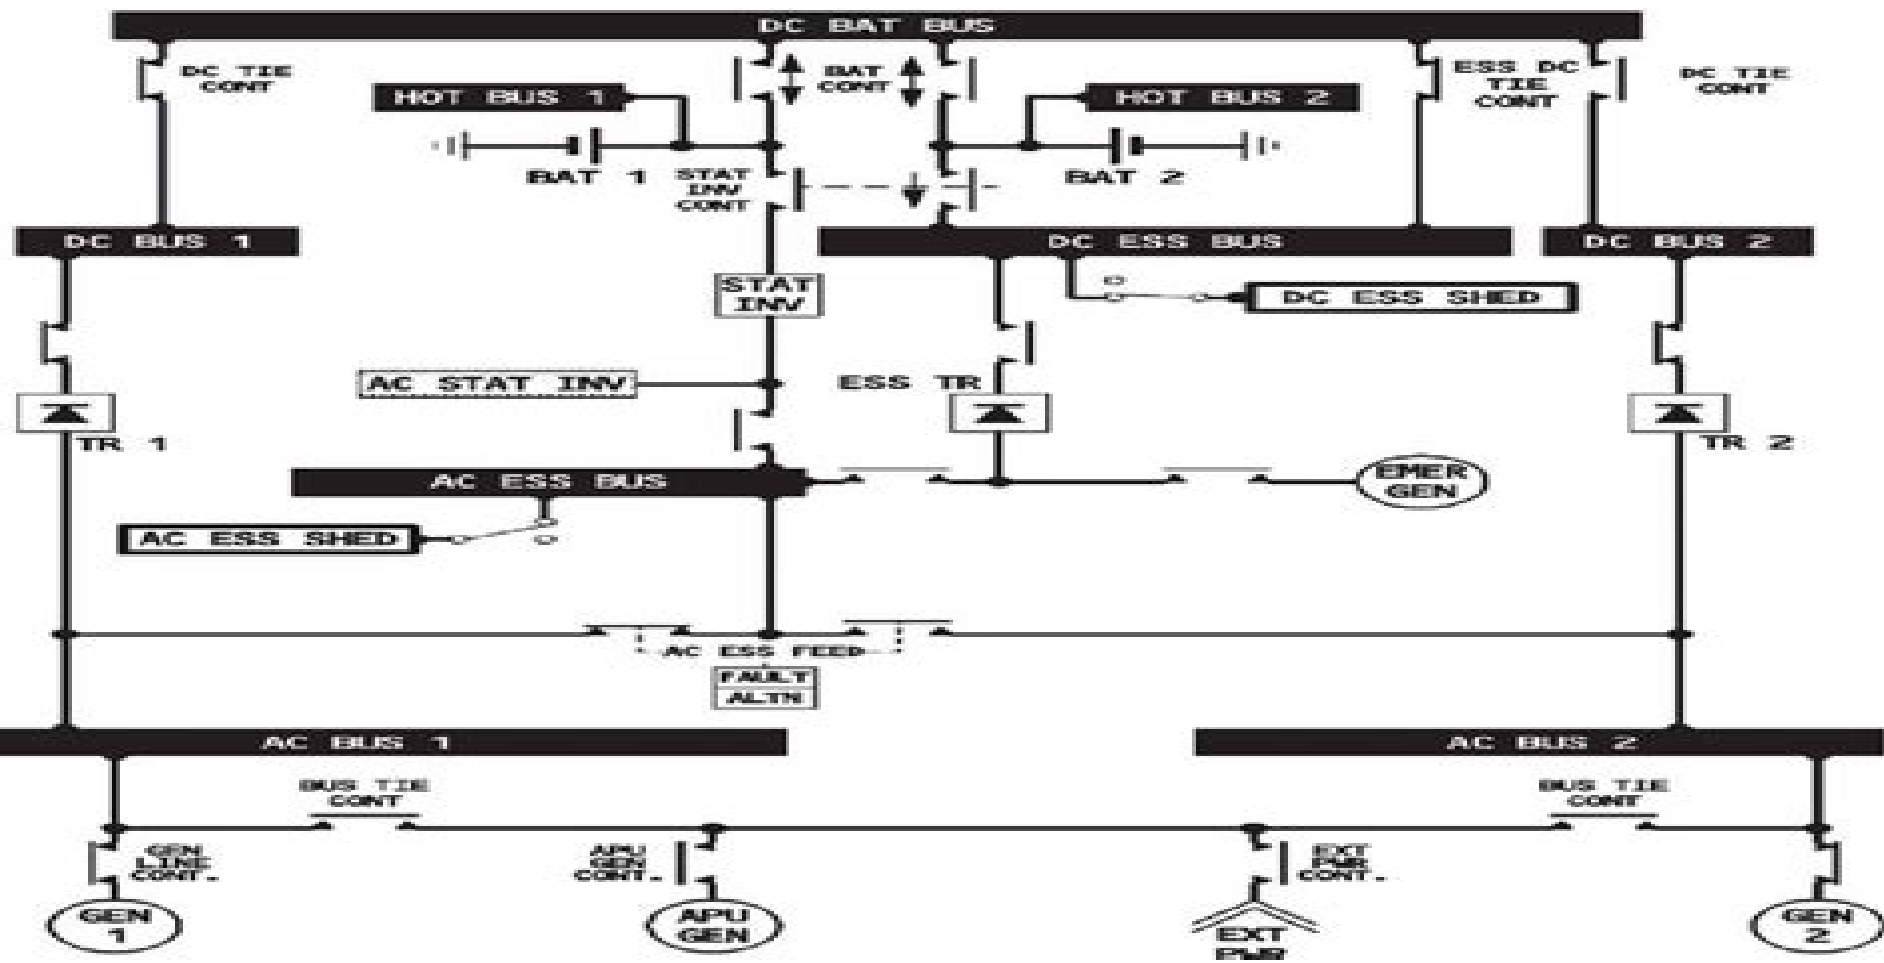 DC BAT BUS
DC TIE
CONT
HOT BUS 1
BAT
CONT
HOT BUS 2
ESS DC
TIE
CONT
DC TIE
CONT
BAT 1
STAT
INV
CONT
BAT 2
DC BUS 1
DC ESS BUS
DC BUS 2
STAT
INV
DC ESS SHED
AC STAT INV
ESS TR
TR 1
TR 2
AC ESS BUS
EMER
GEN
AC ESS SHED
AC ESS FEED
FAULT
ALTN
AC BUS 1
AC BUS 2
BUS TIE
CONT
BUS TIE
CONT
GEN
LINE
CONT.
APU
GEN
CONT.
EXT
PWR
CONT.
GEN
1
APU
GEN
EXT
PWR
GEN
2